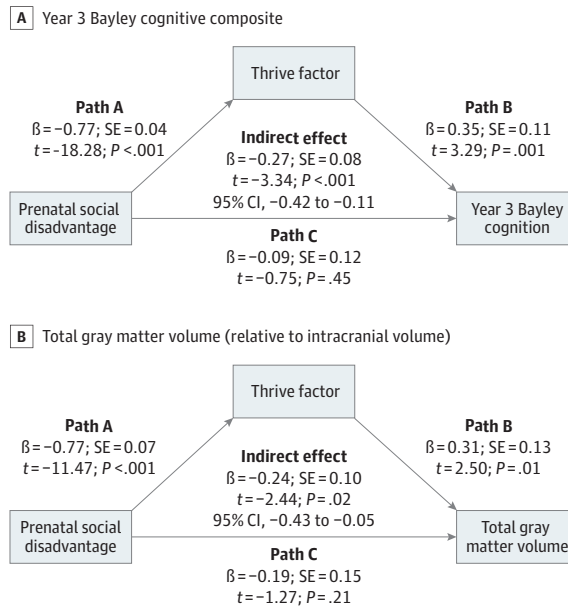 A Year 3 Bayley cognitive composite
Thrive factor
Path A
ß=−0.77; SE=0.04
t=-18.28; P<.001
Path B
ß=0.35; SE=0.11
t=3.29; P=.001
Indirect effect
ß=−0.27; SE=0.08
t=−3.34; P<.001
95% CI, −0.42 to −0.11
Prenatal social
disadvantage
Year 3 Bayley
cognition
Path C
ß=−0.09; SE=0.12
t=−0.75; P=.45
B Total gray matter volume (relative to intracranial volume)
Thrive factor
Path A
ß=−0.77; SE=0.07
t=−11.47; P<.001
Path B
ß=0.31; SE=0.13
t=2.50; P=.01
Indirect effect
ß=−0.24; SE=0.10
t=−2.44; P=.02
95% CI, −0.43 to −0.05
Prenatal social
disadvantage
Total gray
matter volume
Path C
ß=−0.19; SE=0.15
t=−1.27; P=.21